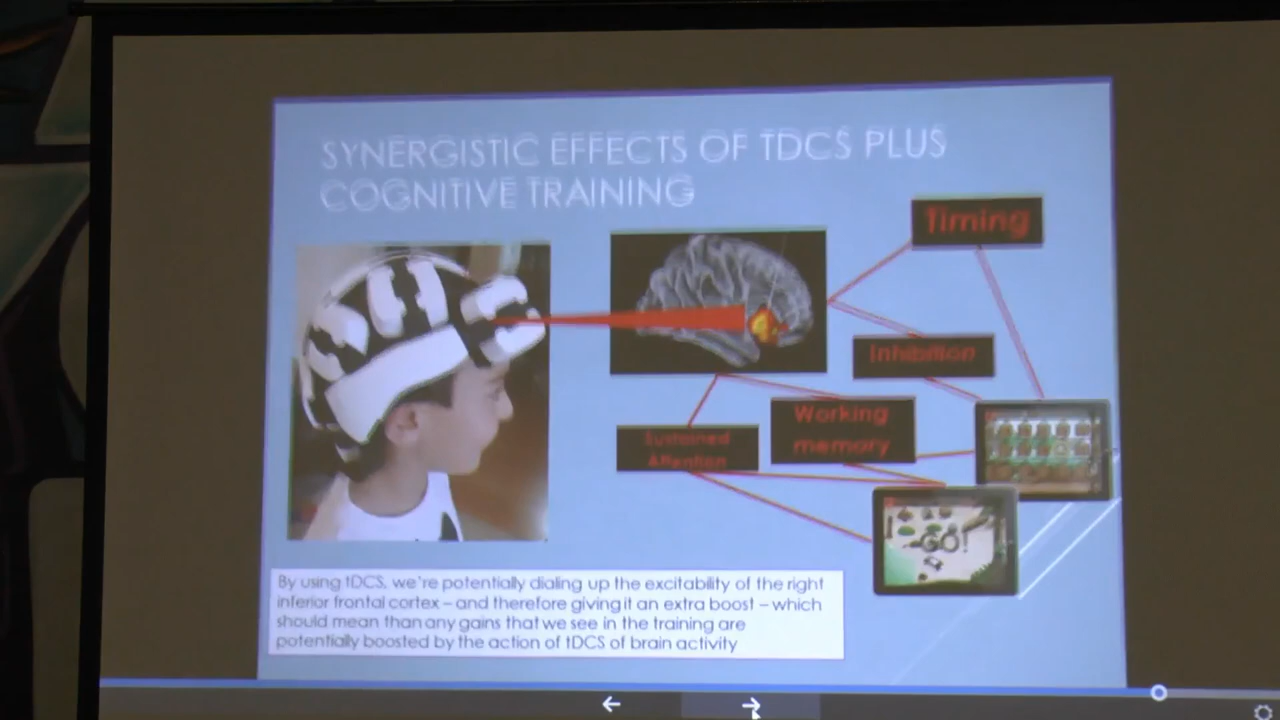 SYNERGISTIC EFFECTS OF TDCS PLUS
COGNITIVE TRAINING
Timing
Inhibition
Working
memory
Sustained
Attention
GO!
By using tDCS, we're potentially dialing up the excitability of the right
inferior frontal cortex – and therefore giving it an extra boost – which
should mean than any gains that we see in the training are
potentially boosted by the action of tDCS of brain activity